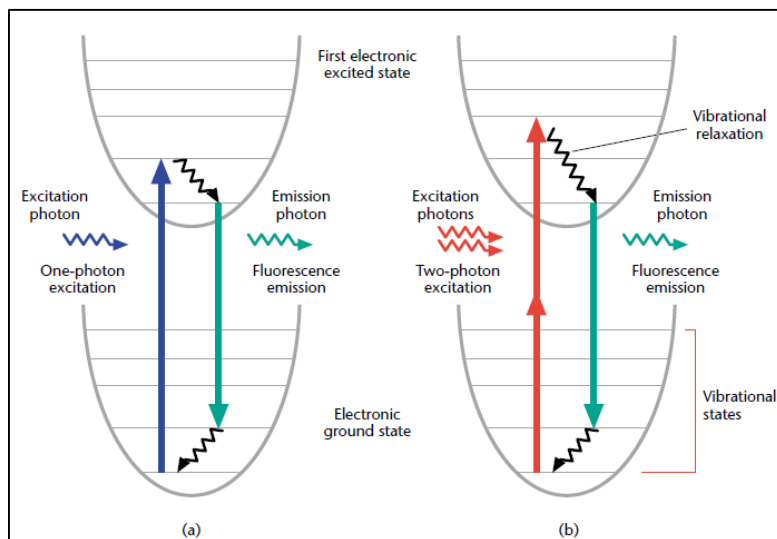 First electronic
excited state
Excitation
photon
One-photon
excitation
Emission
photon
Fluorescence
emission
Electronic
ground state
(a)
Vibrational
relaxation
Excitation
photons
Two-photon
excitation
Emission
photon
Fluorescence
emission
Vibrational
states
(b)